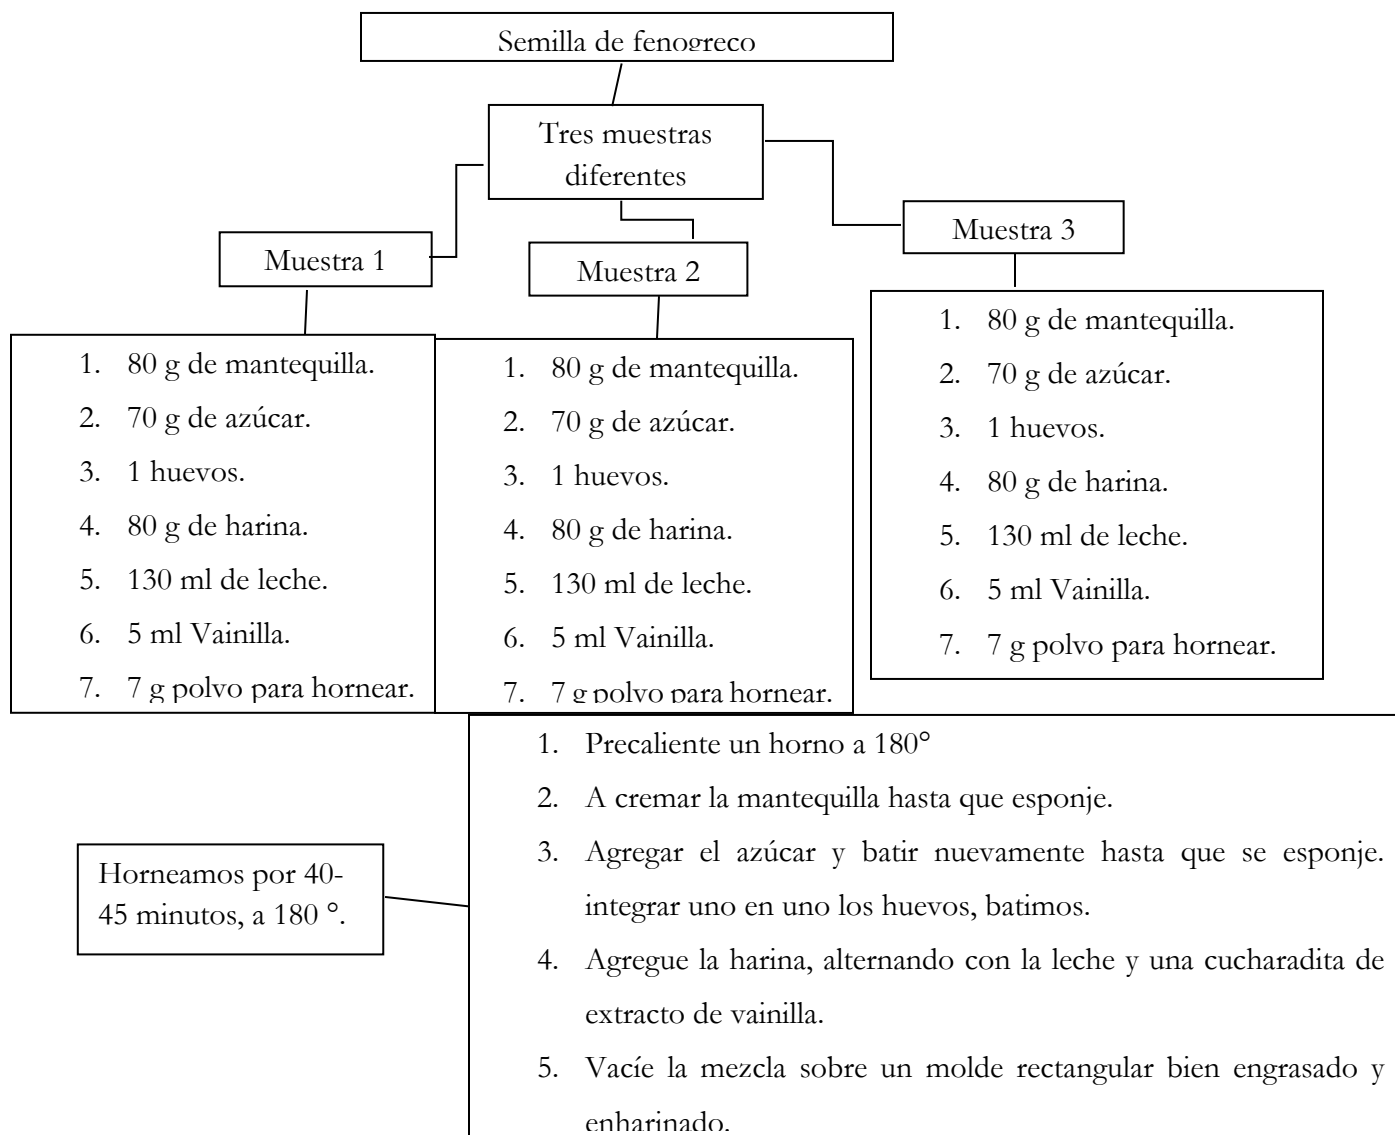 Semilla de fenogreco
Tres muestras
diferentes
Muestra 1
Muestra 2
Muestra 3
1. 80 g de mantequilla.
2. 70 g de azúcar.
3. 1 huevos.
4. 80 g de harina.
5. 130 ml de leche.
6. 5 ml Vainilla.
7. 7 g polvo para hornear.
1. 80 g de mantequilla.
2. 70 g de azúcar.
3. 1 huevos.
4. 80 g de harina.
5. 130 ml de leche.
6. 5 ml Vainilla.
7. 7 g polvo para hornear.
1. 80 g de mantequilla.
2. 70 g de azúcar.
3. 1 huevos.
4. 80 g de harina.
5. 130 ml de leche.
6. 5 ml Vainilla.
7. 7 g polvo para hornear.
Horneamos por 40-
45 minutos, a 180 °.
1. Precaliente un horno a 180°
2. A cremar la mantequilla hasta que esponje.
3. Agregar el azúcar y batir nuevamente hasta que se esponje.
integrar uno en uno los huevos, batimos.
4. Agregue la harina, alternando con la leche y una cucharadita de
extracto de vainilla.
5. Vacíe la mezcla sobre un molde rectangular bien engrasado y
enharinado.